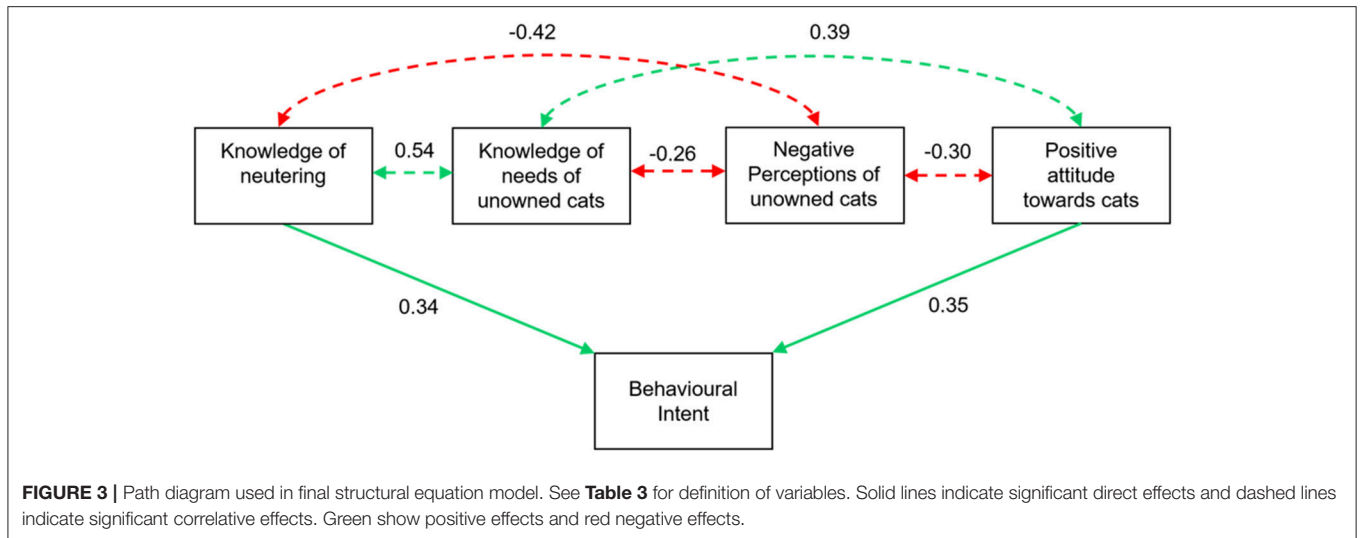 -0.42
0.39
Knowledge of
neutering
0.54
Knowledge of
needs of
unowned cats
-0.26
Negative
Perceptions of
unowned cats
-0.30
Positive
attitude
towards cats
0.34
0.35
Behavioural
Intent
FIGURE 3 | Path diagram used in final structural equation model. See Table 3 for definition of variables. Solid lines indicate significant direct effects and dashed lines
indicate significant correlative effects. Green show positive effects and red negative effects.